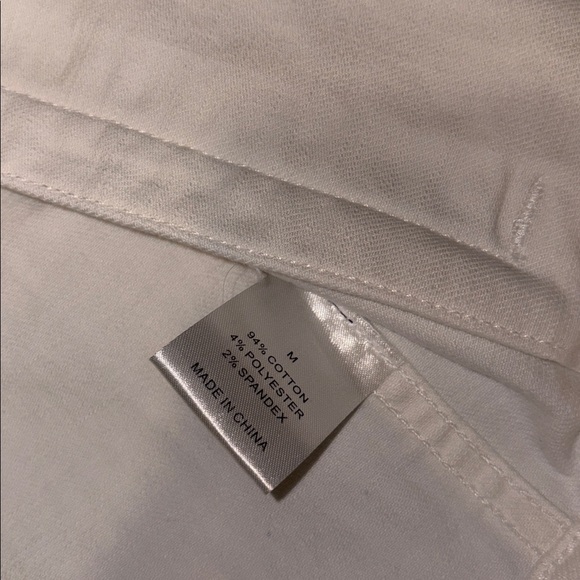 M
94% COTTON
4% POLYESTER
2% SPANDEX
MADE IN CHINA